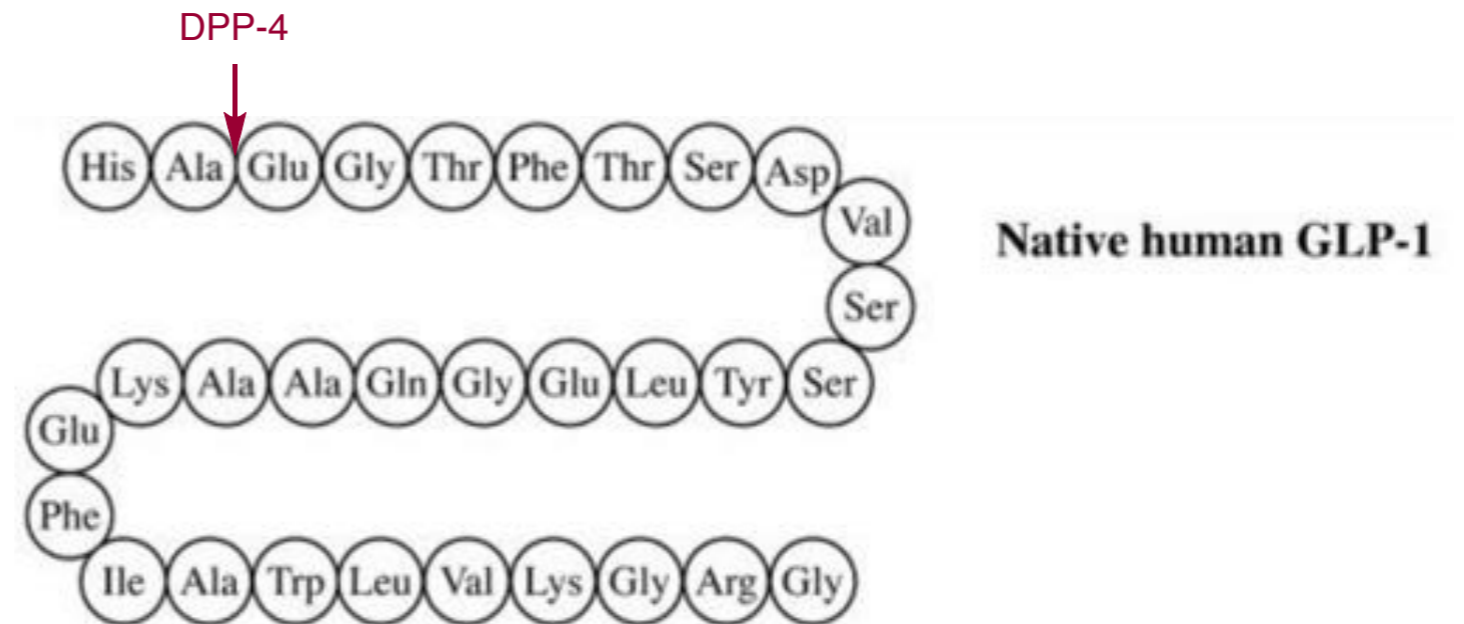 DPP-4
His Ala Glu Gly Thr Phe Thr Ser Asp
Val
Native human GLP-1
Ser
Lys Ala Ala Gln Gly Glu Leu Tyr Ser
Glu
Phe
Ile Ala Trp Leu Val Lys Gly Arg Gly